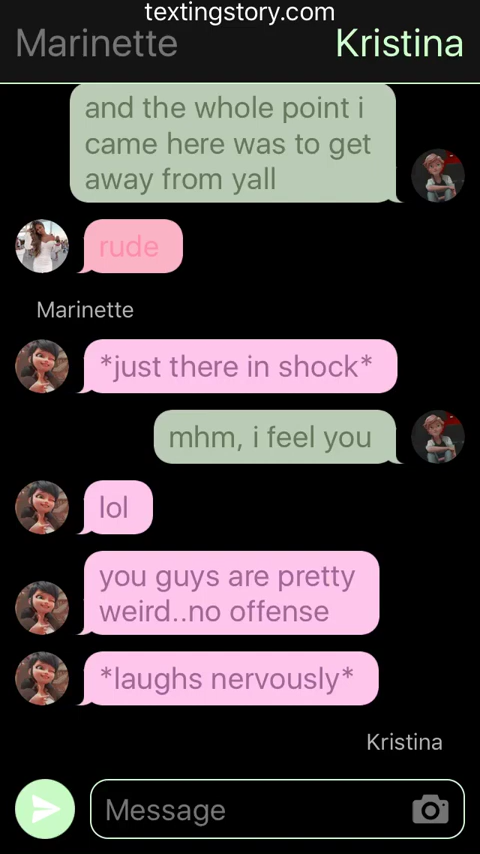 textingstory.com
Marinette
Kristina
and the whole point i
came here was to get
away from yall
rude
Marinette
*just there in shock*
mhm, i feel you
lol
you guys are pretty
weird..no offense
*laughs nervously*
Kristina
Message